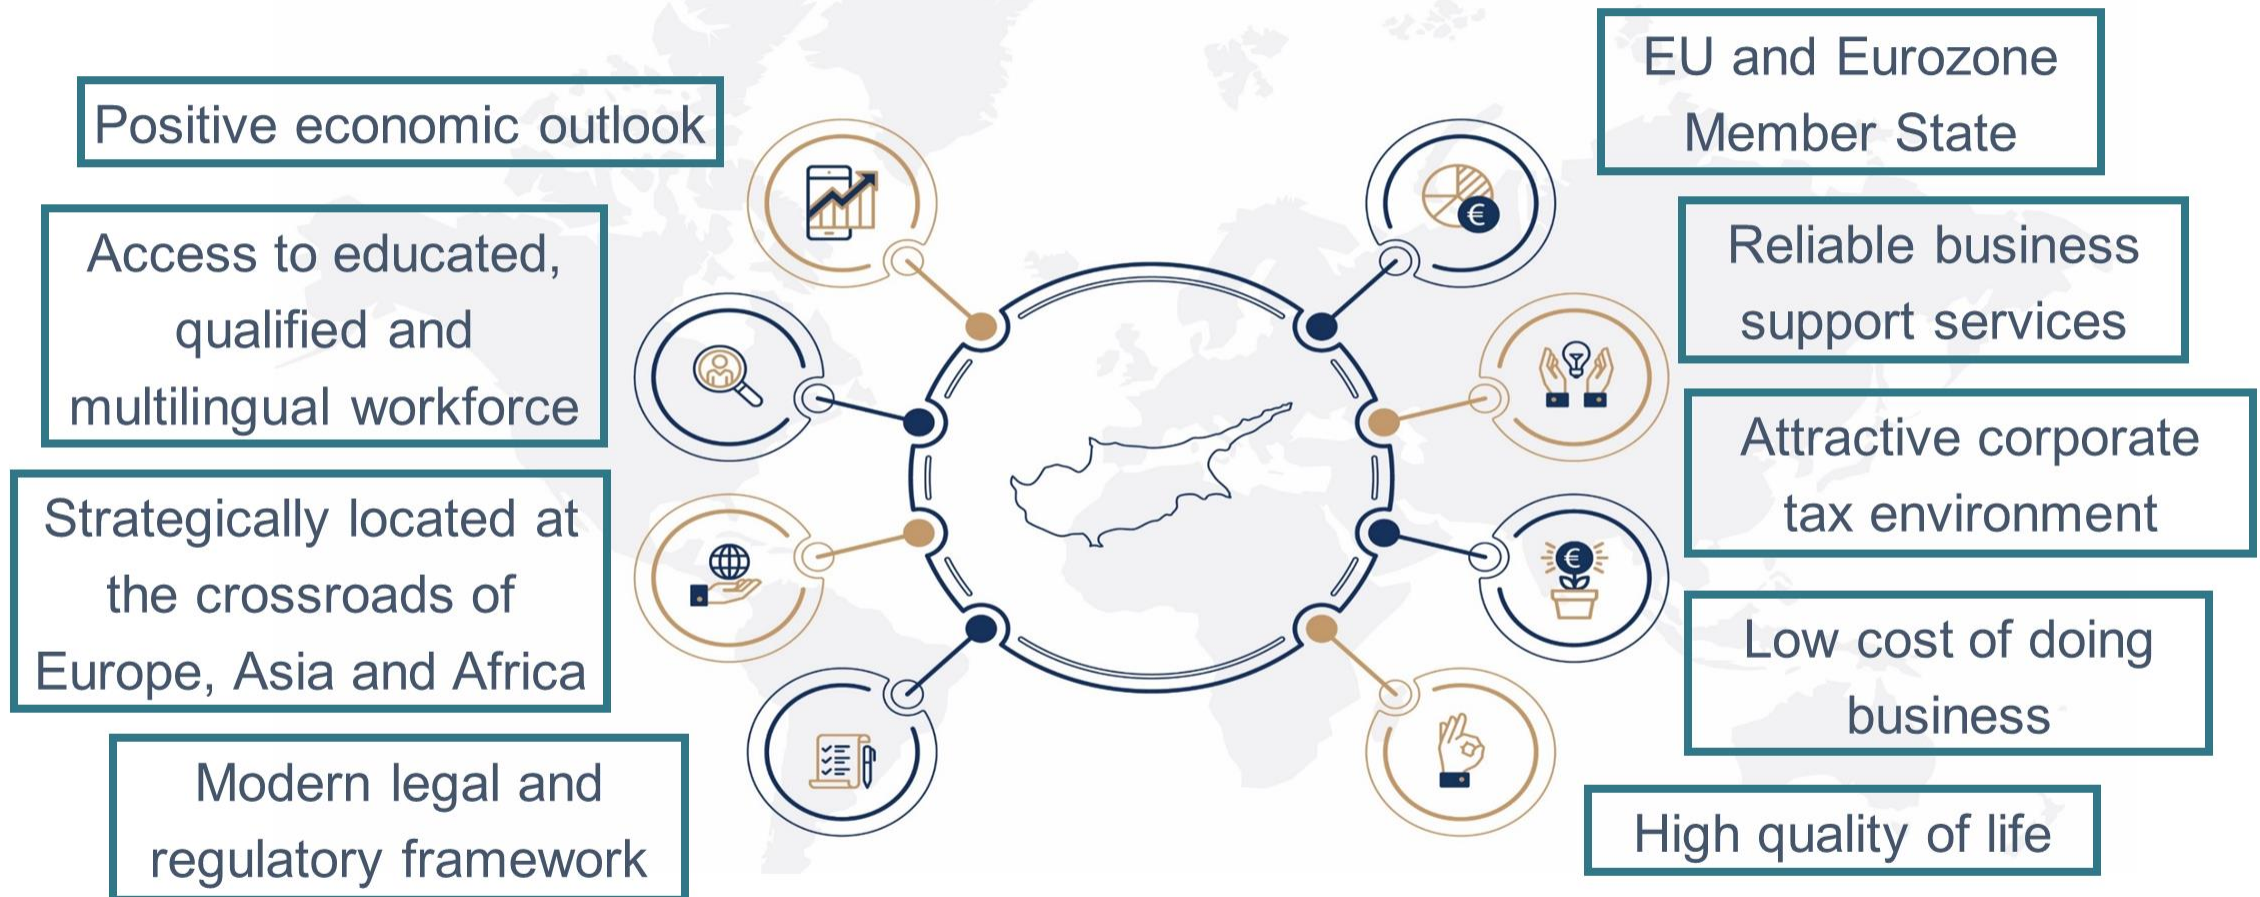 Positive economic outlook
Access to educated,
qualified and
multilingual workforce
Strategically located at
the crossroads of
Europe, Asia and Africa
Modern legal and
regulatory framework
EU and Eurozone
Member State
€
Reliable business
support services
Attractive corporate
tax environment
€
Low cost of doing
business
High quality of life